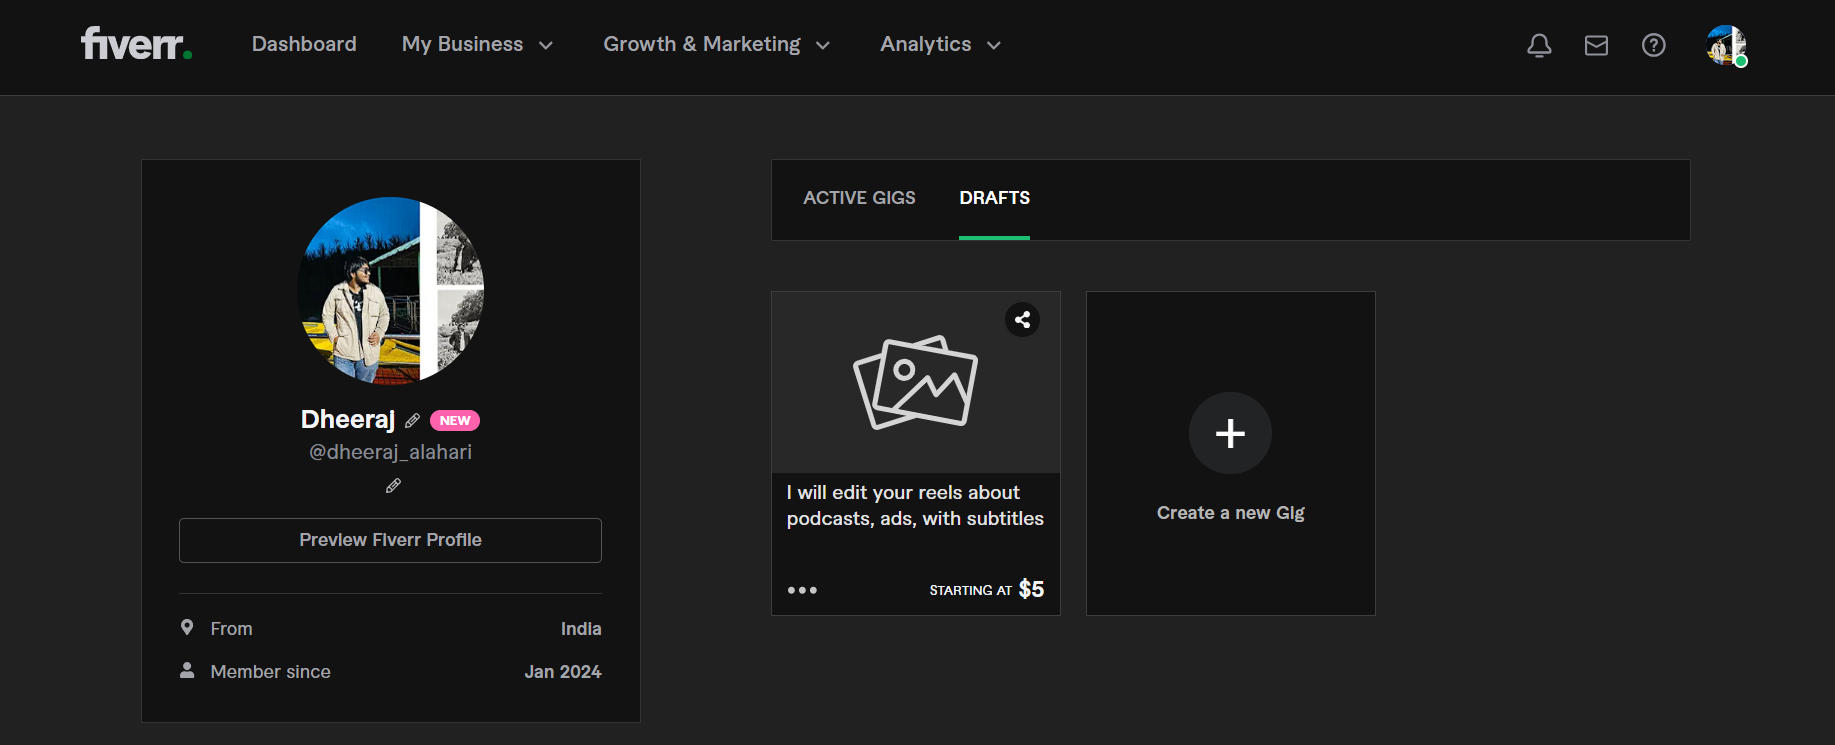 fiverr.
Dashboard
My Business
Growth & Marketing
Analytics
Dheeraj
NEW
@dheeraj_alahari
Preview Fiverr Profile
From India
Member since Jan 2024
ACTIVE GIGS
DRAFTS
I will edit your reels about
podcasts, ads, with subtitles
STARTING AT $5
Create a new Gig